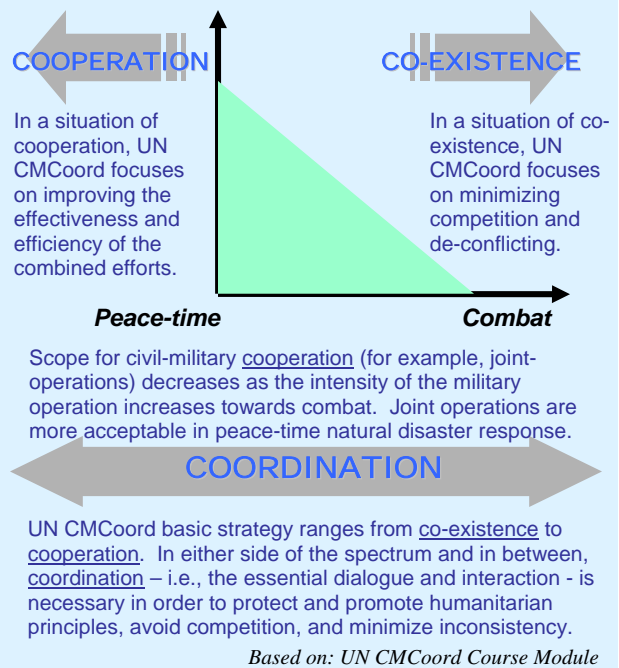 COOPERATION
CO-EXISTENCE
In a situation of
cooperation, UN
CMCoord focuses
on improving the
effectiveness and
efficiency of the
combined efforts.
In a situation of co-
existence, UN
CMCoord focuses
on minimizing
competition and
de-conflicting.
Peace-time
Combat
Scope for civil-military cooperation (for example, joint-
operations) decreases as the intensity of the military
operation increases towards combat. Joint operations are
more acceptable in peace-time natural disaster response.
COORDINATION
UN CMCoord basic strategy ranges from co-existence to
cooperation. In either side of the spectrum and in between,
coordination – i.e., the essential dialogue and interaction - is
necessary in order to protect and promote humanitarian
principles, avoid competition, and minimize inconsistency.
Based on: UN CMCoord Course Module